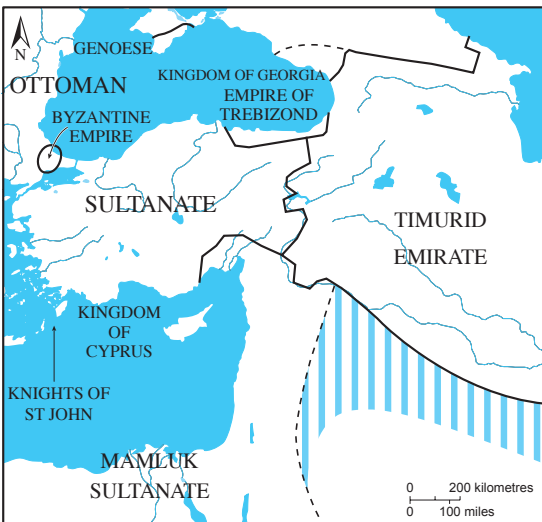 N
GENOESE
OTTOMAN
KINGDOM OF GEORGIA
EMPIRE OF
TREBIZOND
BYZANTINE
EMPIRE
SULTANATE
TIMURID
EMIRATE
KINGDOM
OF
CYPRUS
KNIGHTS OF
ST JOHN
MAMLUK
SULTANATE
0 200 kilometres
0 100 miles